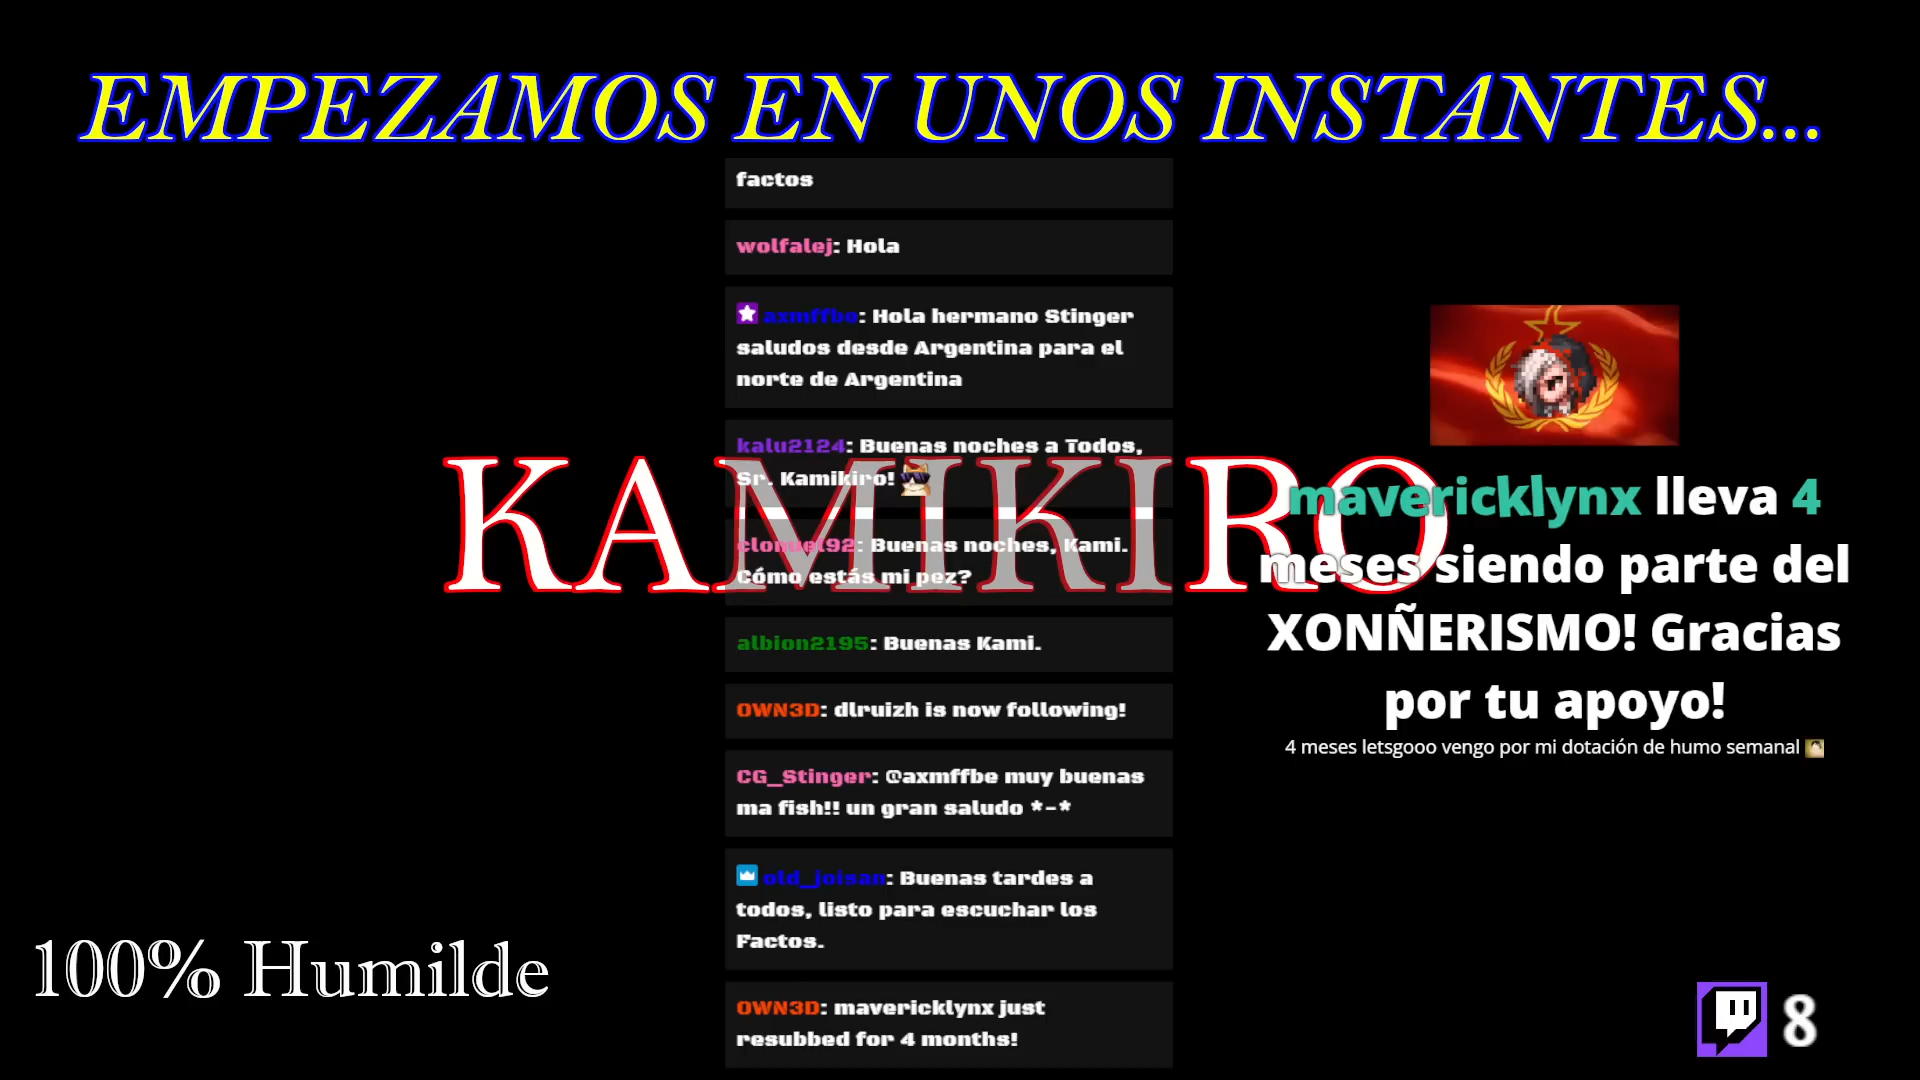 EMPEZAMOS EN UNOS INSTANTES...
factos
wolfalej: Hola
axmffbe: Hola hermano Stinger
saludos desde Argentina para el
norte de Argentina
kalu2124: Buenas noches a Todos,
Sr. Kamikiro!
clonuel92: Buenas noches, Kami.
Cómo estás mi pez?
KAMIKIRO
albion2195: Buenas Kami.
OWN3D: dlruizh is now following!
CG_Stinger: @axmffbe muy buenas
ma fish!! un gran saludo *-*
old_joisan: Buenas tardes a
todos, listo para escuchar los
Factos.
OWN3D: mavericklynx just
resubbed for 4 months!
mavericklynx lleva 4
meses siendo parte del
XONÑERISMO! Gracias
por tu apoyo!
4 meses letsgooo vengo por mi dotación de humo semanal
100% Humilde
8